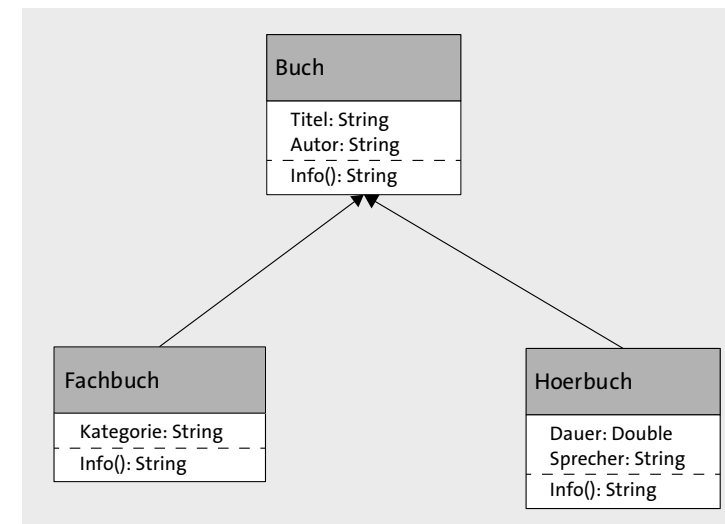 Buch
Titel: String
Autor: String
Info(): String
Fachbuch
Kategorie: String
Info(): String
Hoerbuch
Dauer: Double
Sprecher: String
Info(): String